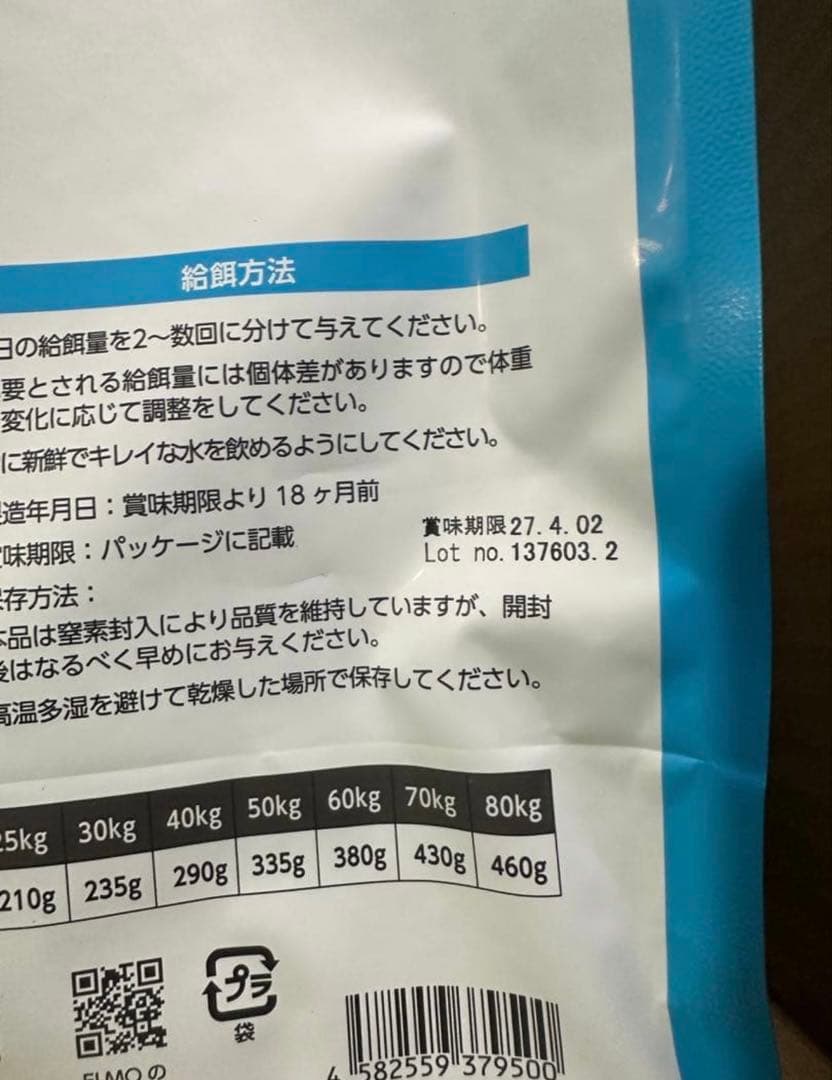 給餌方法
日の給餌量を2〜数回に分けて与えてください。
要とされる給餌量には個体差がありますので体重
変化に応じて調整をしてください。
に新鮮でキレイな水を飲めるようにしてください。
造年月日：賞味期限より 18 ヶ月前
味期限：パッケージに記載
賞味期限27.4.02
Lot no.137603.2
存方法：
本品は窒素封入により品質を維持していますが、開封
後はなるべく早めにお与えください。
高温多湿を避けて乾燥した場所で保存してください。
25kg 30kg 40kg 50kg 60kg 70kg 80kg
210g 235g 290g 335g 380g 430g 460g
プラ
袋
ELMO の
4 582559 379500